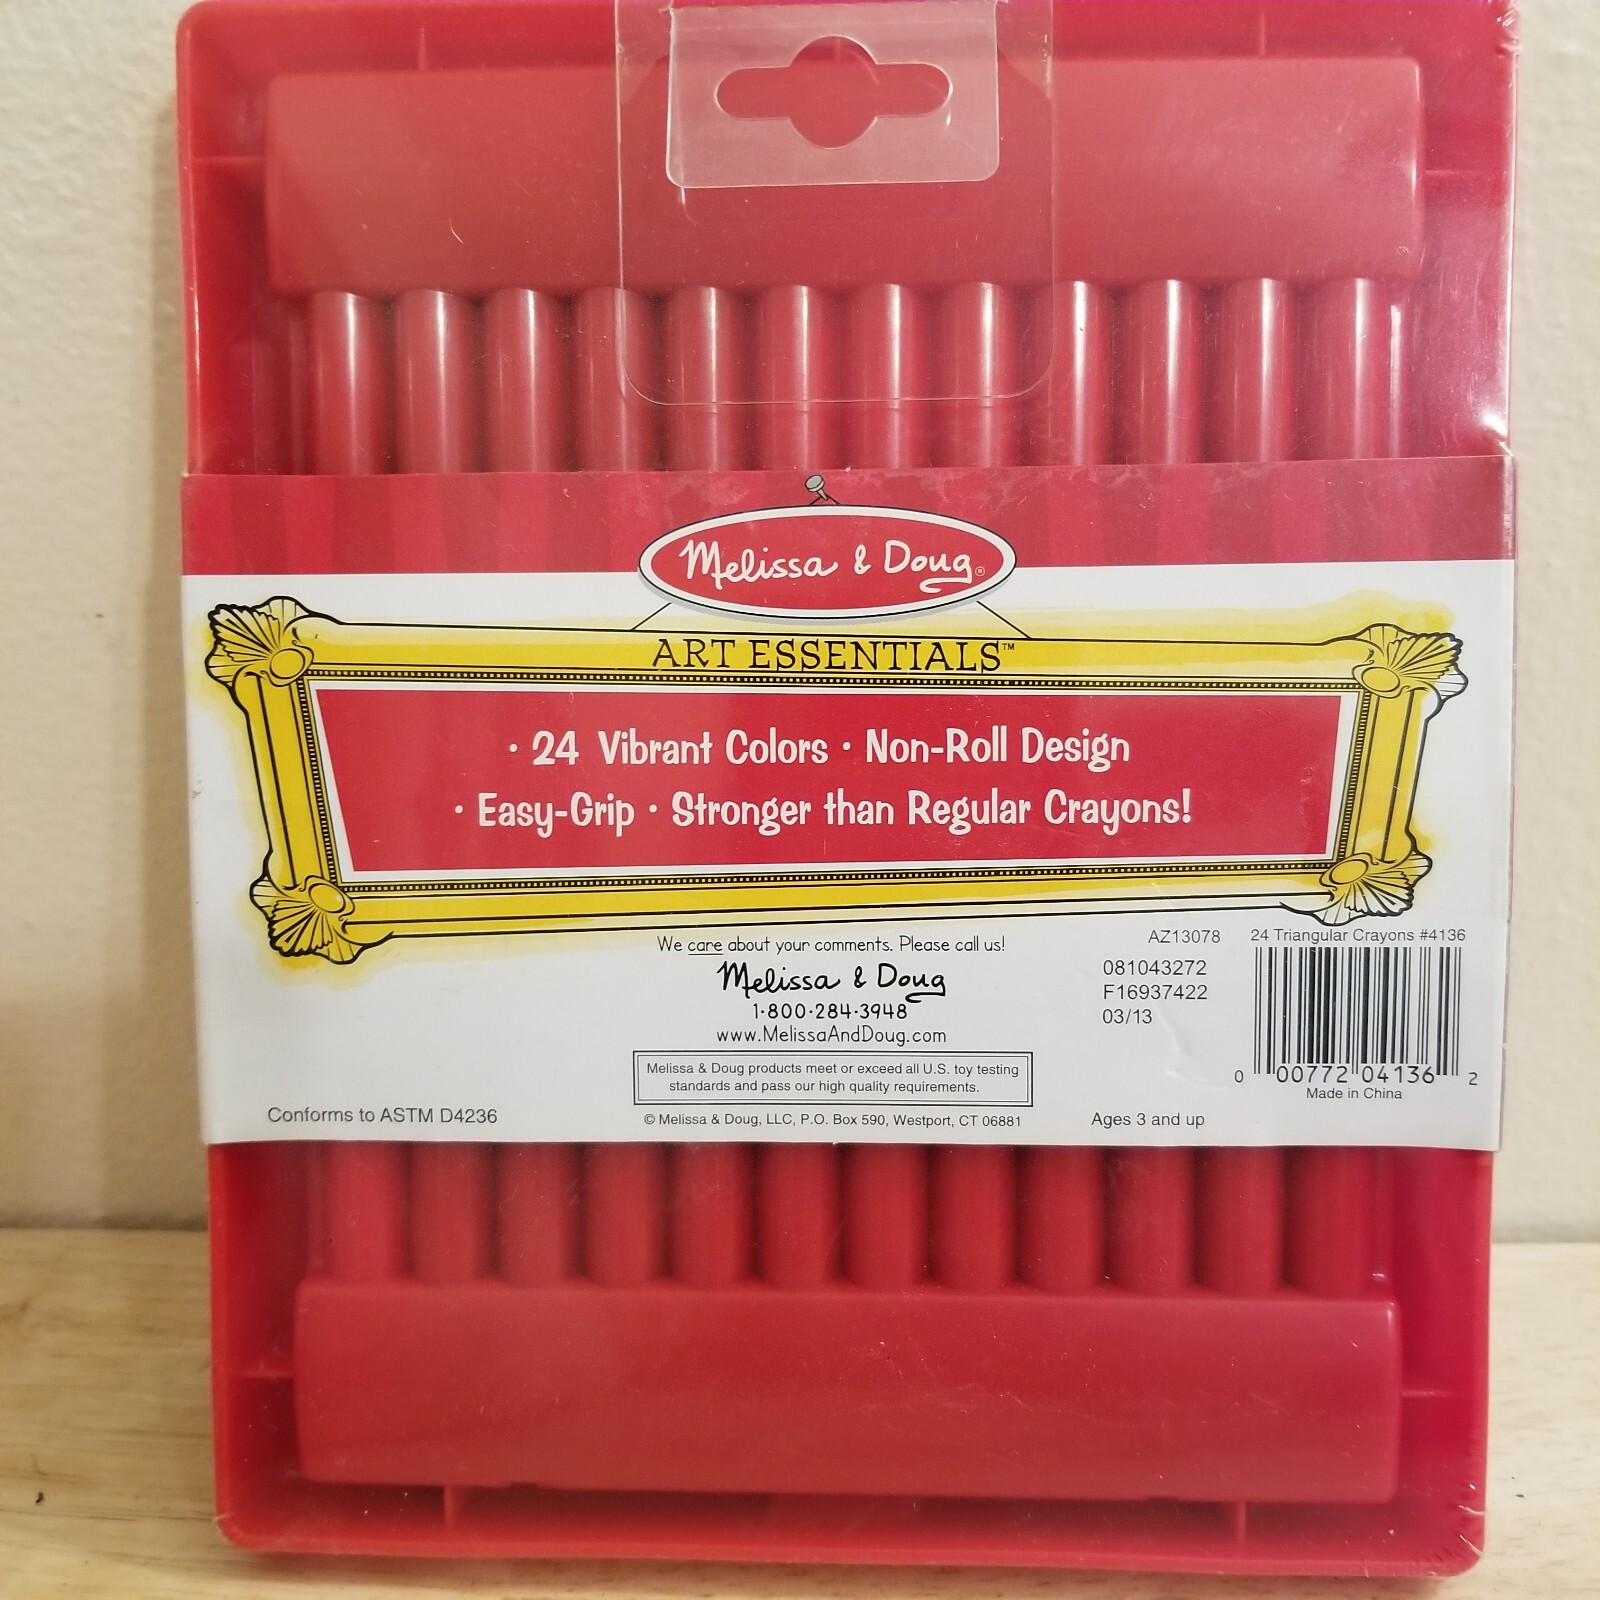 Melissa & Doug®
ART ESSENTIALS™
· 24 Vibrant Colors · Non-Roll Design
· Easy-Grip · Stronger than Regular Crayons!
We care about your comments. Please call us!
Melissa & Doug
1·800·284·3948
www.MelissaAndDoug.com
Melissa & Doug products meet or exceed all U.S. toy testing
standards and pass our high quality requirements.
© Melissa & Doug, LLC, P.O. Box 590, Westport, CT 06881
Conforms to ASTM D4236
AZ13078
081043272
F16937422
03/13
24 Triangular Crayons #4136
0 00772 04136 2
Made in China
Ages 3 and up